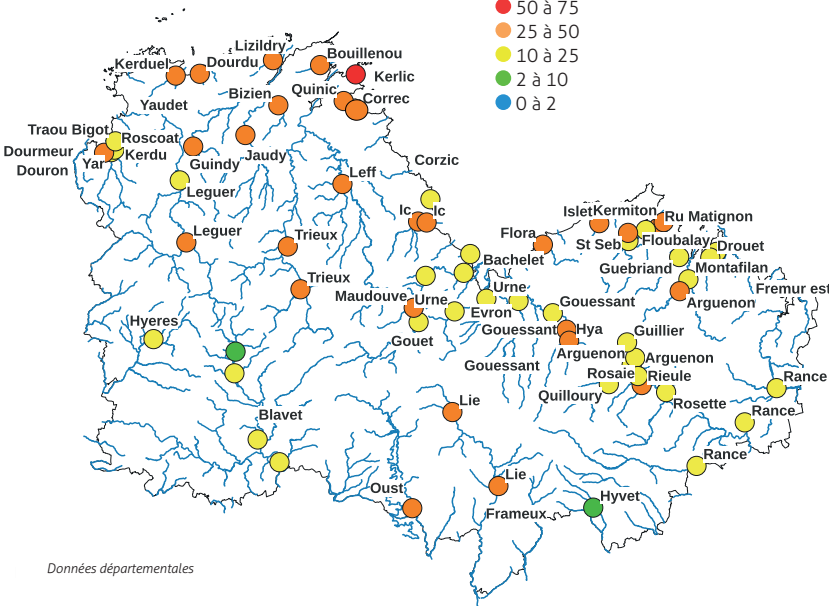 50 à 75
25 à 50
10 à 25
2 à 10
0 à 2
Lizildry
Bouillenou
Kerduel
Dourdu
Kerlic
Bizien
Quinic
Correc
Yaudet
Traou Bigot
Roscoat
Dourmeur
Yar
Kerdu
Douron
Guindy
Jaudy
Leguer
Leff
Corzic
Ic
Ic
Islet
Kermiton
Ru Matignon
Flora
St Seb
Floubalay
Drouet
Leguer
Trieux
Bachelet
Guebriand
Montafilan
Trieux
Fremur est
Maudouve
Urne
Urne
Gouessant
Arguenon
Evron
Hyeres
Gouet
Gouessant
Hya
Guillier
Arguenon
Arguenon
Gouessant
Rosaie
Rieule
Rance
Quilloury
Rosette
Lie
Rance
Blavet
Rance
Lie
Oust
Hyvet
Frameux
Données départementales